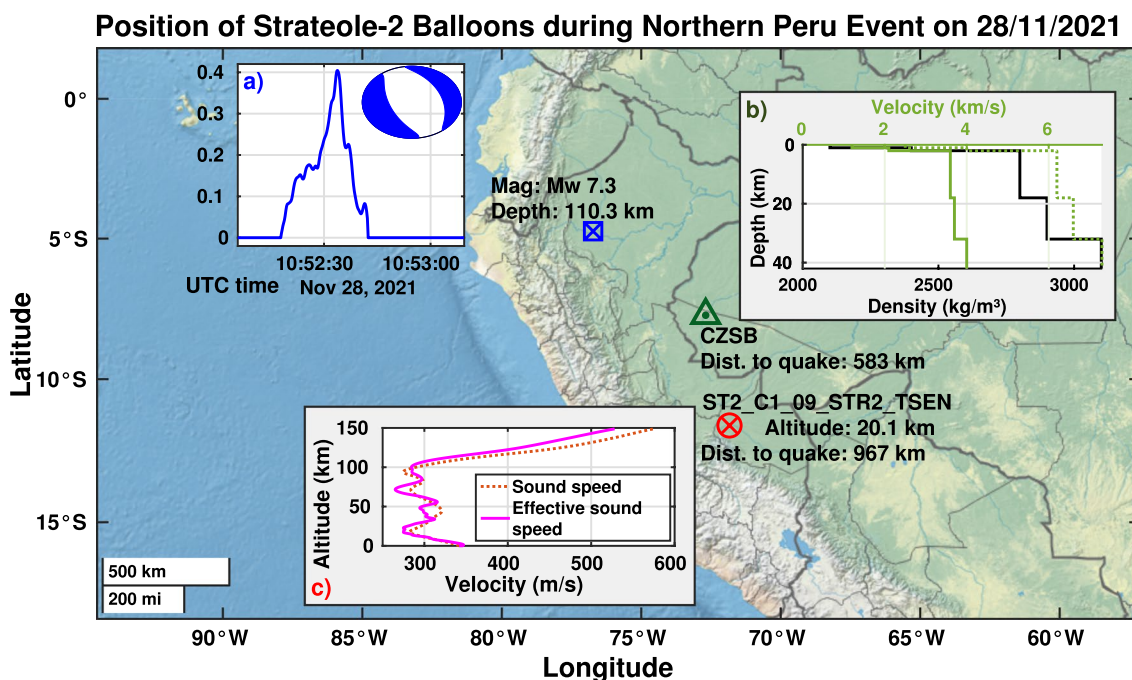 Position of Strateole-2 Balloons during Northern Peru Event on 28/11/2021
a)
0.4
0.3
0.2
0.1
0
10:52:30 10:53:00
UTC time Nov 28, 2021
Mag: Mw 7.3
Depth: 110.3 km
b)
Velocity (km/s)
0 2 4 6
0
20
40
Depth (km)
2000 2500 3000
Density (kg/m³)
CZSB
Dist. to quake: 583 km
ST2_C1_09_STR2_TSEN
Altitude: 20.1 km
Dist. to quake: 967 km
150
100
50
0
Altitude (km)
Sound speed
Effective sound
speed
300 400 500 600
Velocity (m/s)
c)
500 km
200 mi
0°
5°S
10°S
15°S
Latitude
90°W 85°W 80°W 75°W 70°W 65°W 60°W
Longitude